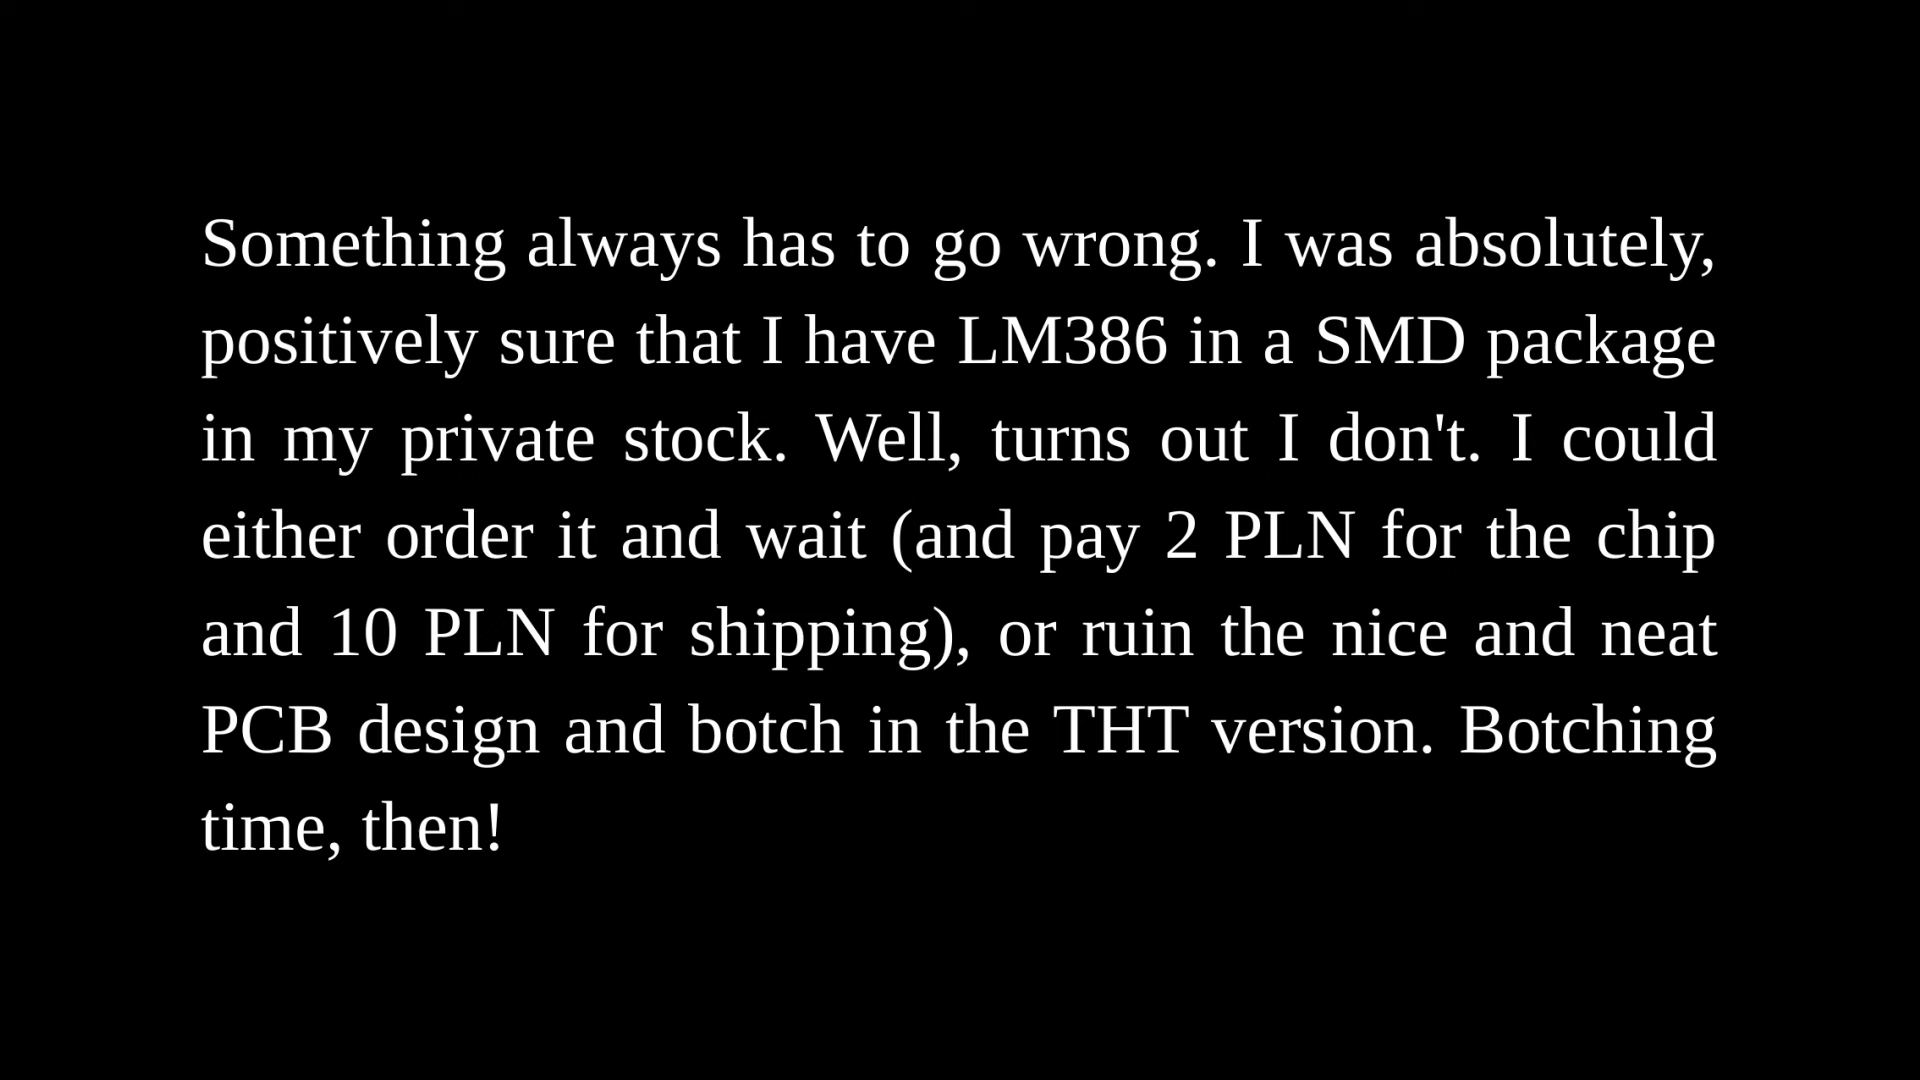 Something always has to go wrong. I was absolutely,
positively sure that I have LM386 in a SMD package
in my private stock. Well, turns out I don't. I could
either order it and wait (and pay 2 PLN for the chip
and 10 PLN for shipping), or ruin the nice and neat
PCB design and botch in the THT version. Botching
time, then!